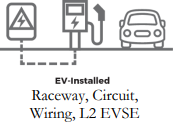 EV-Installed
Raceway, Circuit,
Wiring, L2 EVSE